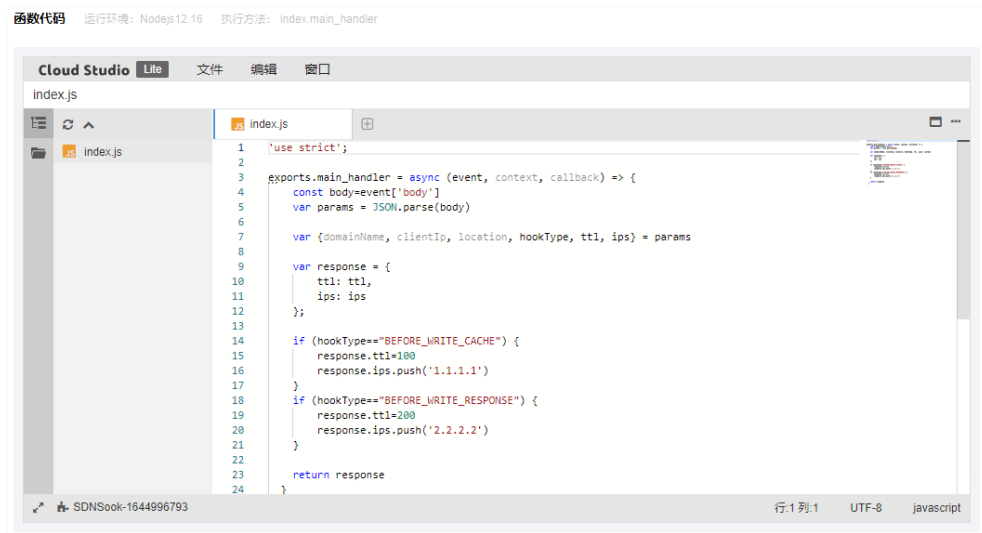 函数代码 运行环境：Nodejs12.16 执行方法：index.main_handler
Cloud Studio Lite 文件 编辑 窗口
index.js
index.js
index.js
1 'use strict';
2
3 exports.main_handler = async (event, context, callback) => {
4 const body=event['body']
5 var params = JSON.parse(body)
6
7 var {domainName, clientIp, location, hookType, ttl, ips} = params
8
9 var response = {
10 ttl: ttl,
11 ips: ips
12 };
13
14 if (hookType=="BEFORE_WRITE_CACHE") {
15 response.ttl=100
16 response.ips.push('1.1.1.1')
17 }
18 if (hookType=="BEFORE_WRITE_RESPONSE") {
19 response.ttl=200
20 response.ips.push('2.2.2.2')
21 }
22
23 return response
24 }
SDNSook-1644996793 行:1 列:1 UTF-8 javascript